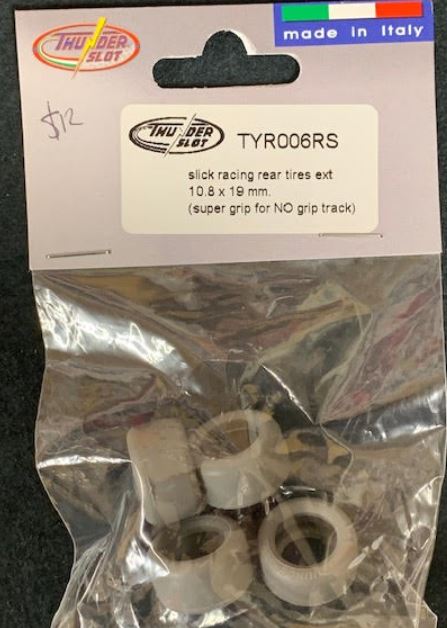 THUNDER
SLOT
made in Italy
$12
THUNDER
SLOT
TYR006RS
slick racing rear tires ext
10.8 x 19 mm.
(super grip for NO grip track)